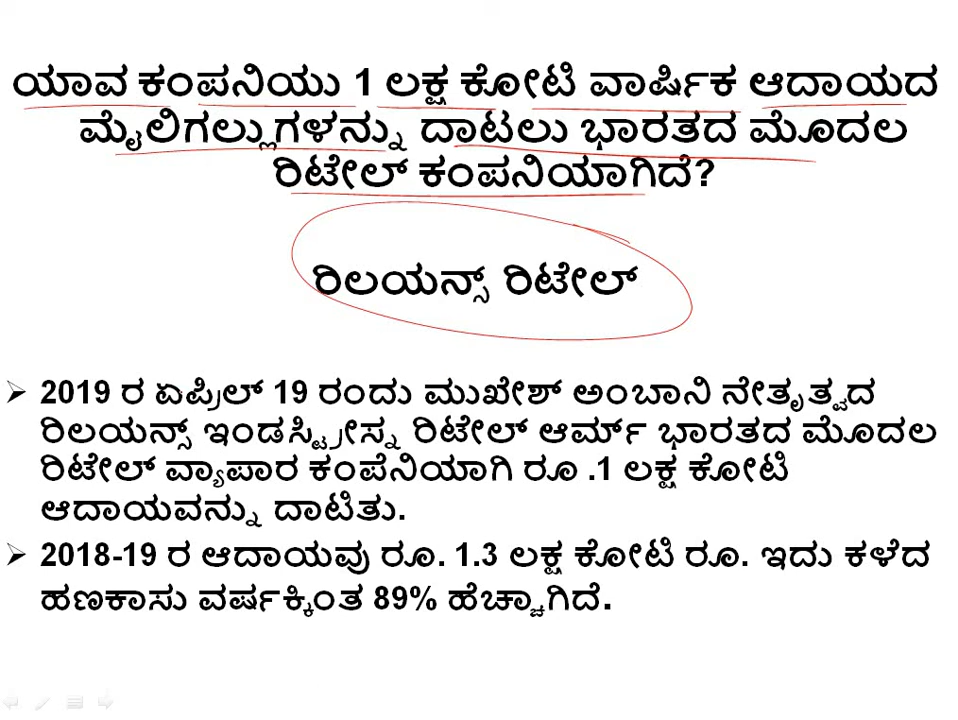 ಯಾವ ಕಂಪನಿಯು 1 ಲಕ್ಷ ಕೋಟಿ ವಾರ್ಷಿಕ ಆದಾಯದ
ಮೈಲಿಗಲ್ಲುಗಳನ್ನು ದಾಟಲು ಭಾರತದ ಮೊದಲ
ರಿಟೇಲ್ ಕಂಪನಿಯಾಗಿದೆ?
ರಿಲಯನ್ಸ್ ರಿಟೇಲ್
➢ 2019 ರ ಏಪ್ರಿಲ್ 19 ರಂದು ಮುಖೇಶ್ ಅಂಬಾನಿ ನೇತೃತ್ವದ
ರಿಲಯನ್ಸ್ ಇಂಡಸ್ಟ್ರೀಸ್ನ ರಿಟೇಲ್ ಆರ್ಮ್ ಭಾರತದ ಮೊದಲ
ರಿಟೇಲ್ ವ್ಯಾಪಾರ ಕಂಪೆನಿಯಾಗಿ ರೂ .1 ಲಕ್ಷ ಕೋಟಿ
ಆದಾಯವನ್ನು ದಾಟಿತು.
➢ 2018-19 ರ ಆದಾಯವು ರೂ. 1.3 ಲಕ್ಷ ಕೋಟಿ ರೂ. ಇದು ಕಳೆದ
ಹಣಕಾಸು ವರ್ಷಕ್ಕಿಂತ 89% ಹೆಚ್ಚಾಗಿದೆ.